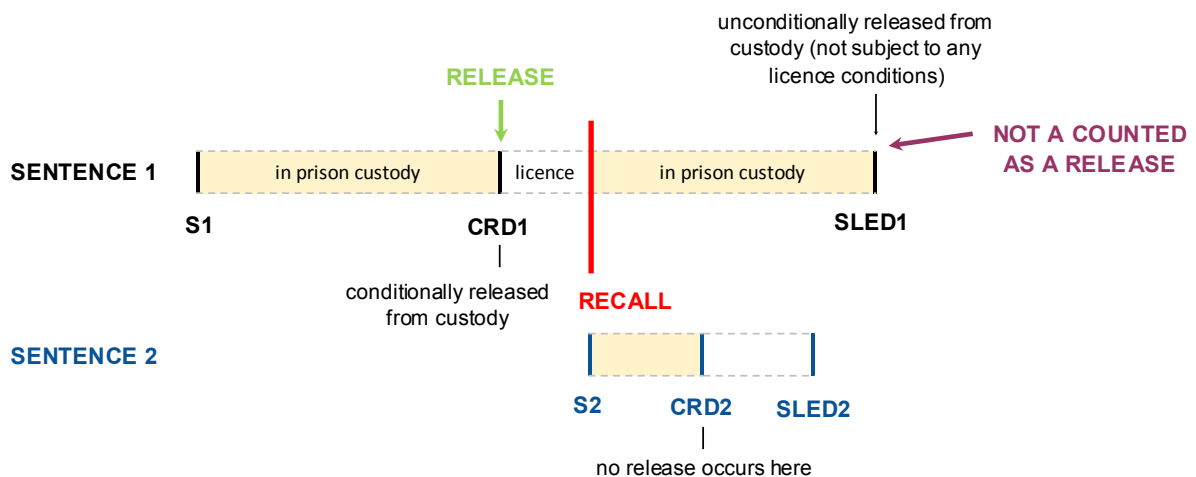 unconditionally released from
custody (not subject to any
licence conditions)
RELEASE
NOT A COUNTED
AS A RELEASE
SENTENCE 1
in prison custody
licence
in prison custody
S1
CRD1
SLED1
conditionally released
from custody
RECALL
SENTENCE 2
S2
CRD2
SLED2
no release occurs here